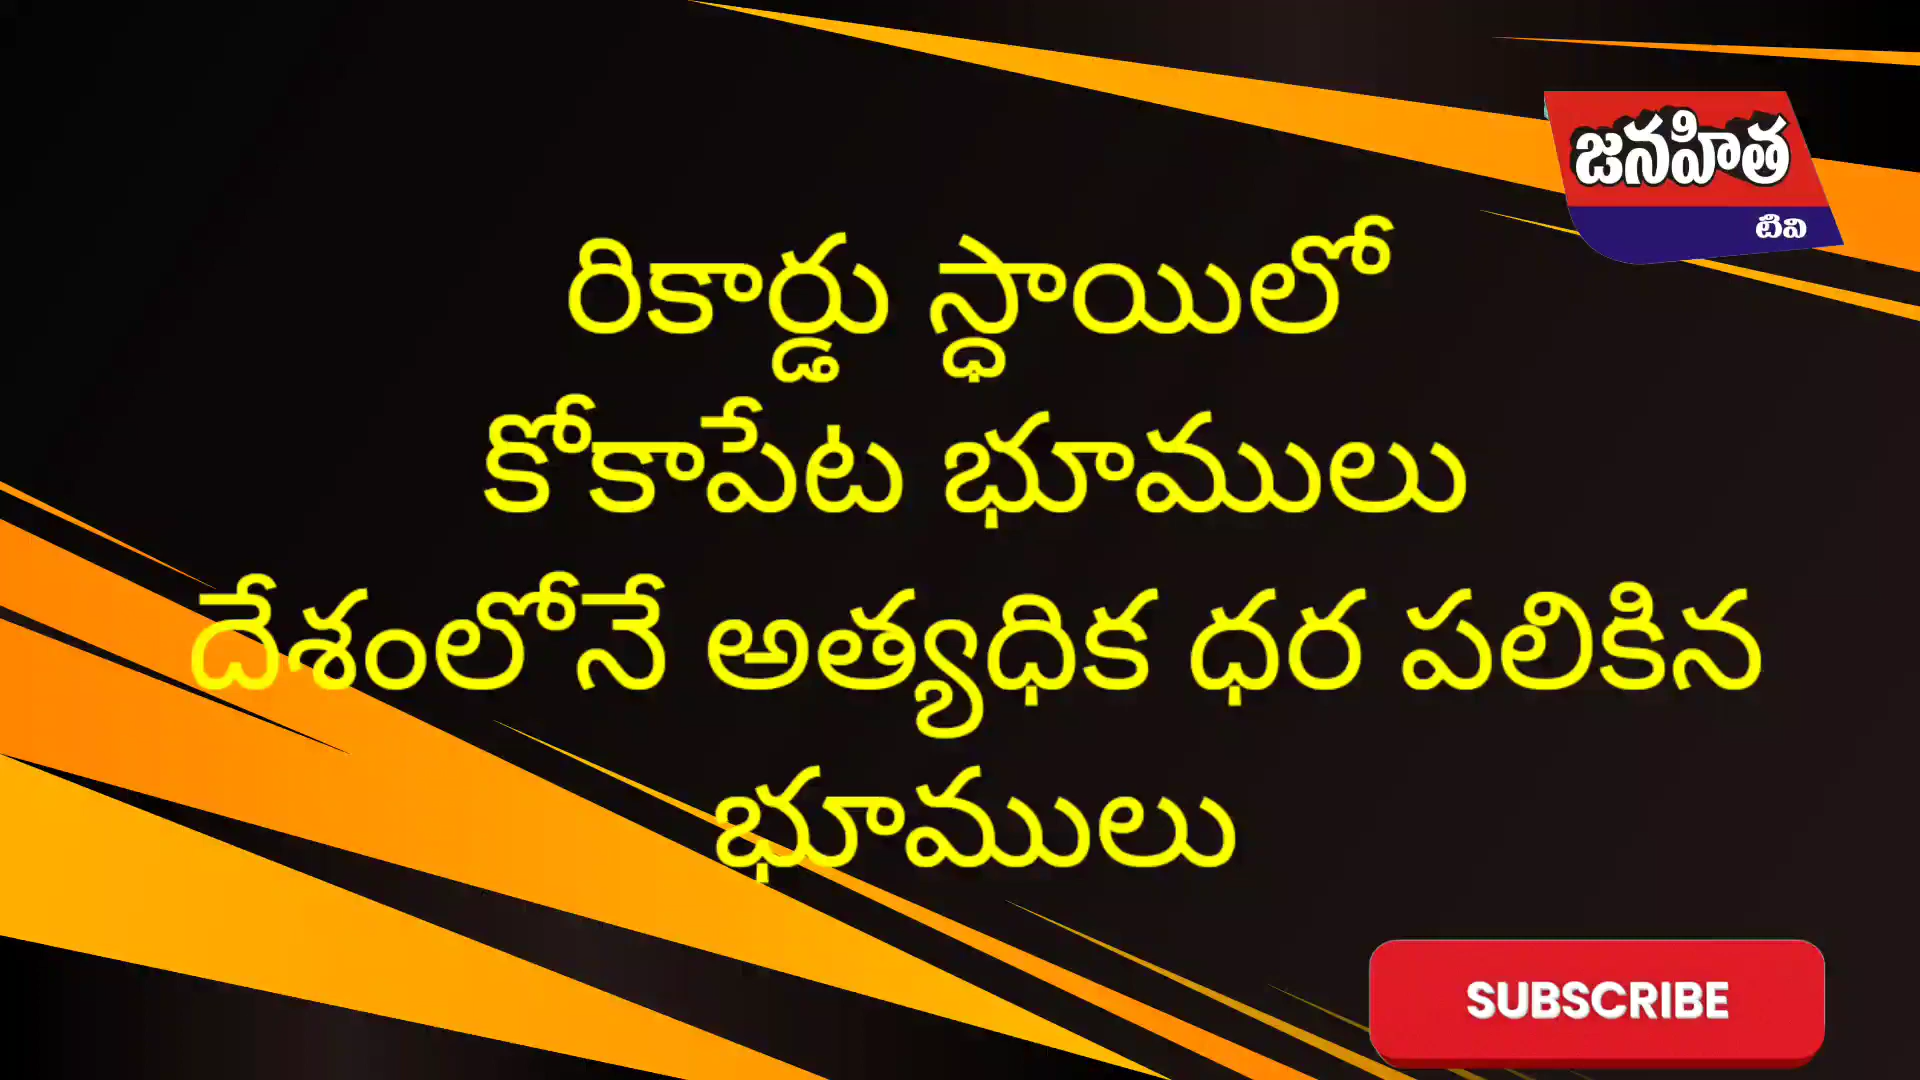 జనహిత
టివి
రికార్డు స్ధాయిలో
కోకాపేట భూములు
దేశంలోనే అత్యధిక ధర పలికిన
భూములు
SUBSCRIBE